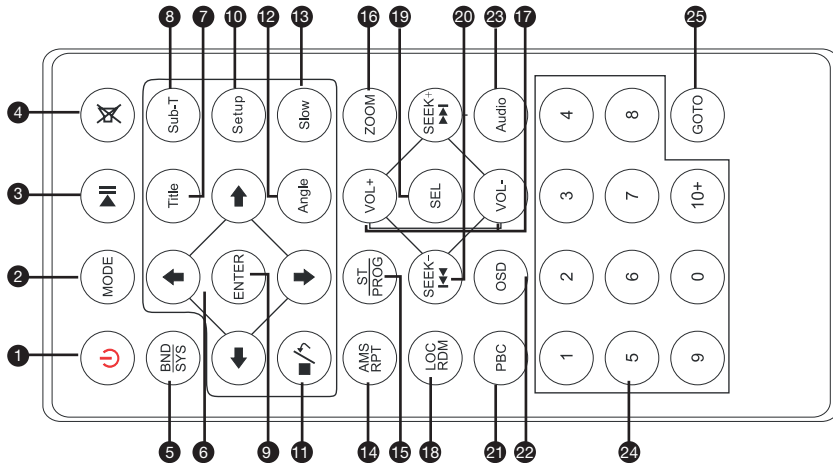 8 7 10 12 13 16 19 20 23 17 25
4
3
2
1
MODE
BND
SYS
Title
Sub-T
ENTER
Setup
Angle
Slow
AMS
RPT
ST
PROG
VOL+
ZOOM
LOC
RDM
SEEK-
SEL
SEEK+
PBC
OSD
VOL-
Audio
1 2 3 4
5 6 7 8
9 0 10+ GOTO
5 6 9 11 14 15 18 21 22 24